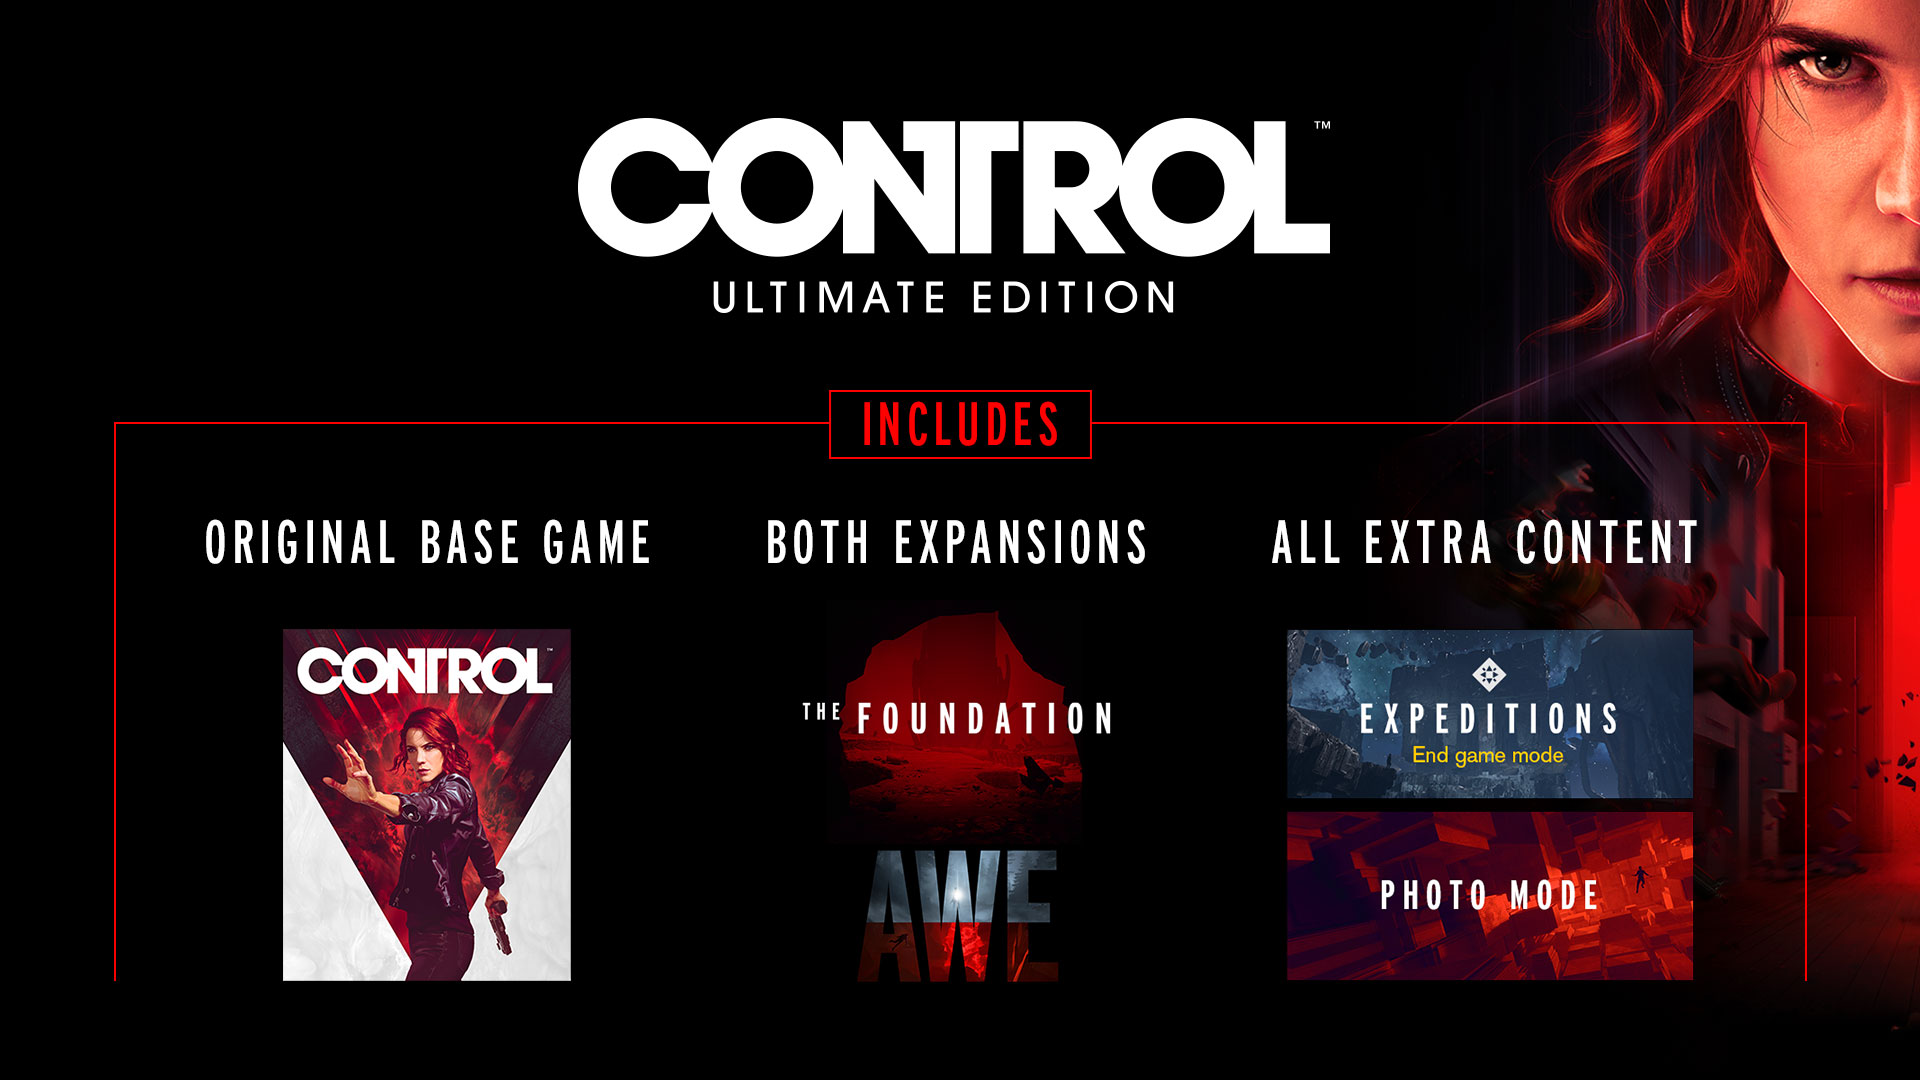 CONTROL™
ULTIMATE EDITION
INCLUDES
ORIGINAL BASE GAME
CONTROL™
BOTH EXPANSIONS
THE FOUNDATION
AWE
ALL EXTRA CONTENT
EXPEDITIONS
End game mode
PHOTO MODE